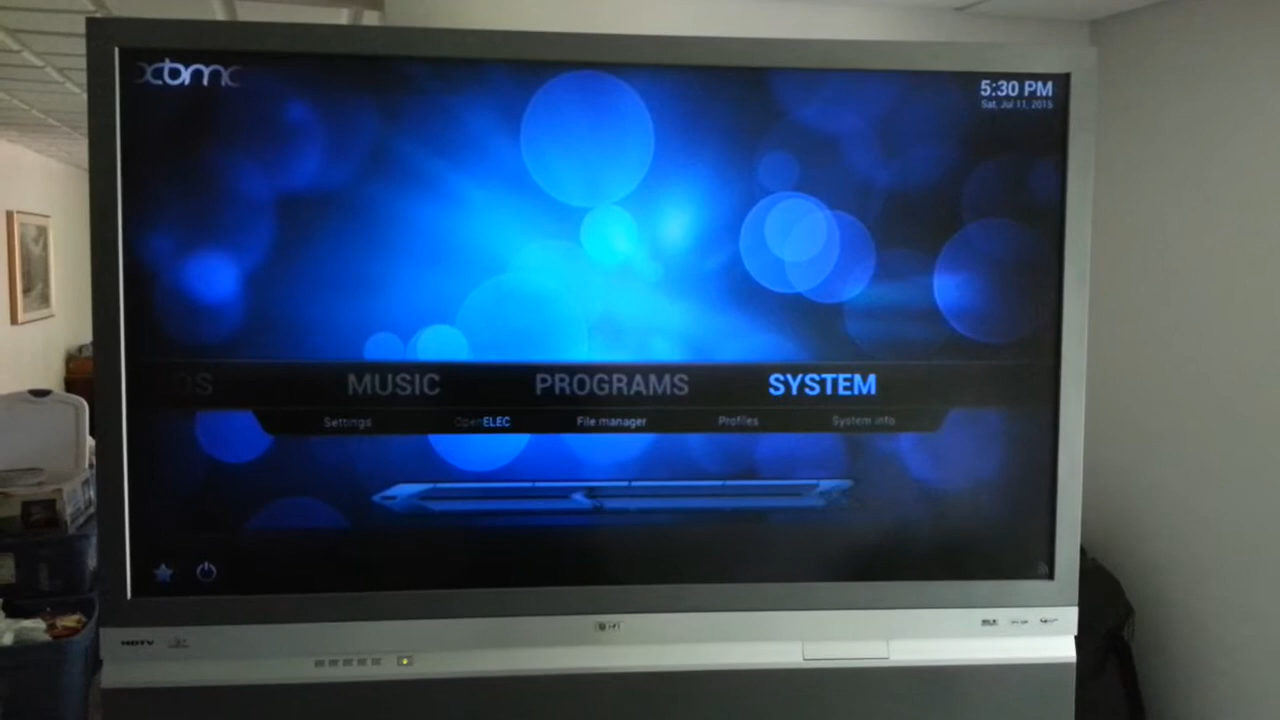 xbmc
5:30 PM
Sat, Jul 11, 2015
OS MUSIC PROGRAMS SYSTEM
Settings OpenELEC File manager Profiles System info
HDTV